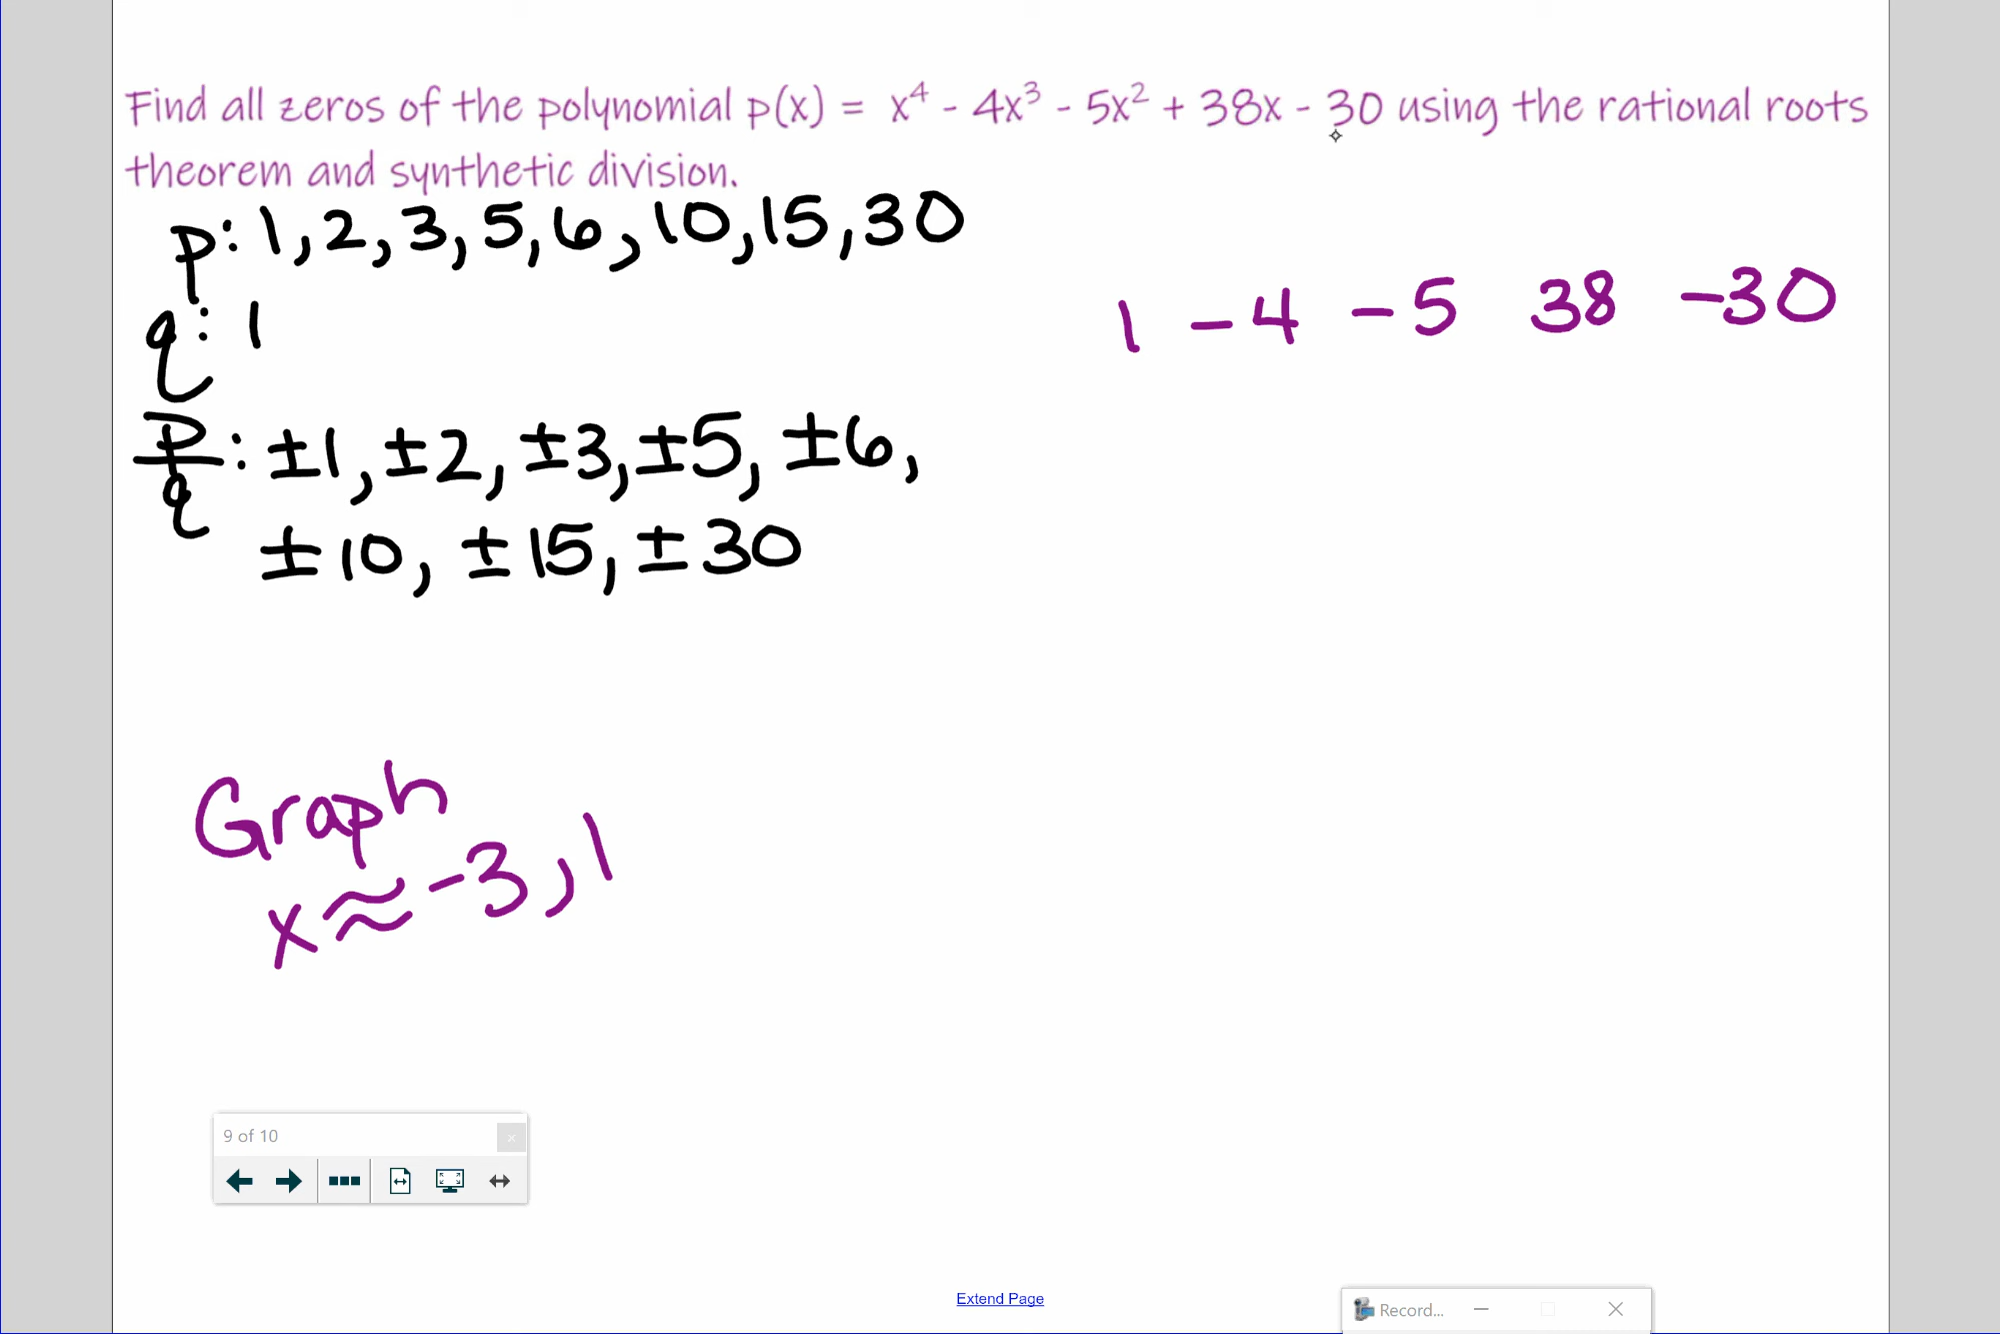 Find all zeros of the polynomial p(x) = x⁴ - 4x³ - 5x² + 38x - 30 using the rational roots
theorem and synthetic division.
p: 1, 2, 3, 5, 6, 10, 15, 30
1 -4 -5 38 -30
q: 1
p/q: ±1, ±2, ±3, ±5, ±6,
±10, ±15, ±30
Graph
x ≈ -3, 1
9 of 10
Extend Page
Record...